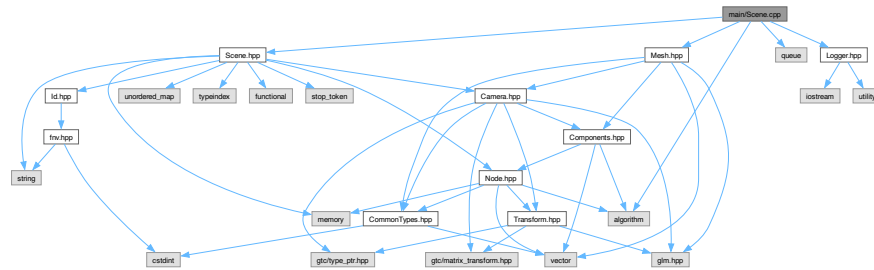 main/Scene.cpp
Scene.hpp
Mesh.hpp
queue
Logger.hpp
Id.hpp
unordered_map
typeindex
functional
stop_token
Camera.hpp
iostream
utility
fnv.hpp
Components.hpp
string
Node.hpp
memory
CommonTypes.hpp
Transform.hpp
algorithm
cstdint
gtc/type_ptr.hpp
gtc/matrix_transform.hpp
vector
glm.hpp